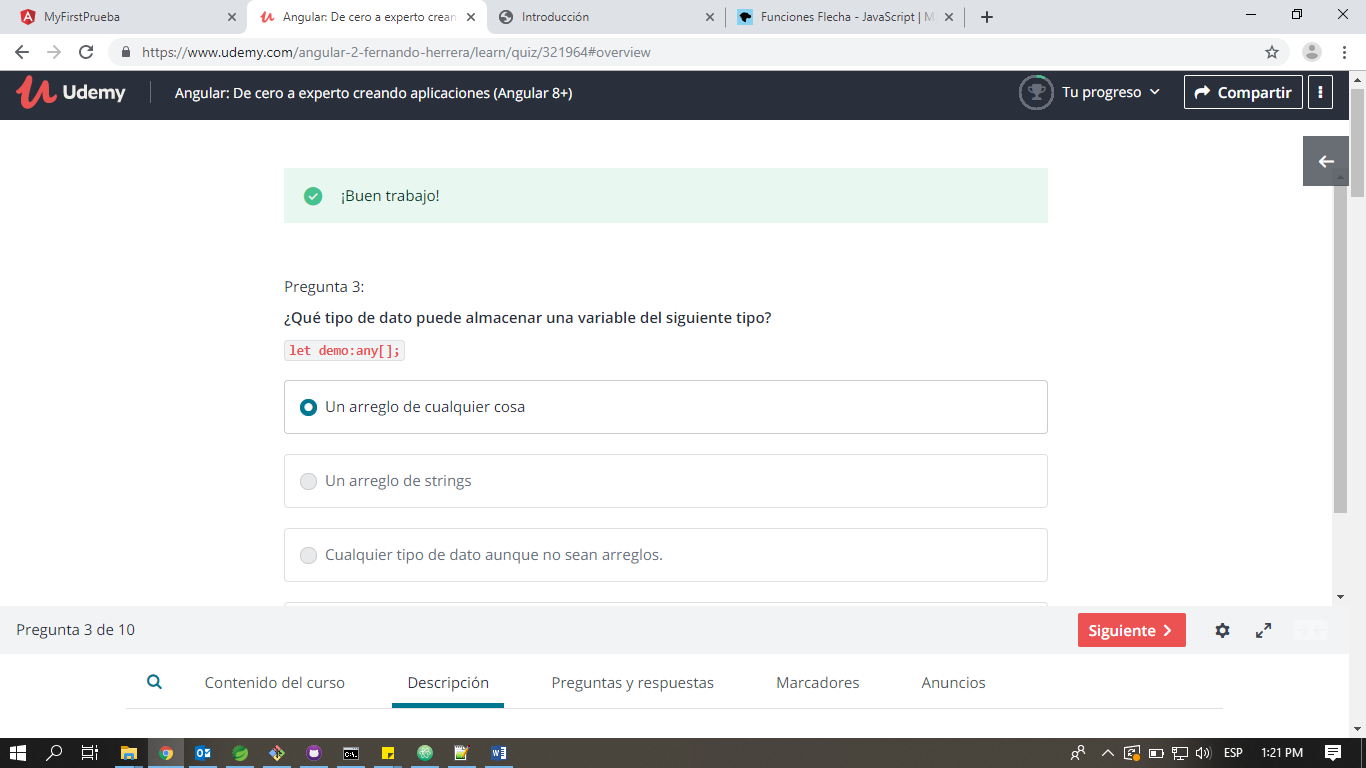 MyFirstPrueba
Angular: De cero a experto crean
Introducción
Funciones Flecha - JavaScript | M
https://www.udemy.com/angular-2-fernando-herrera/learn/quiz/321964#overview
Udemy
Angular: De cero a experto creando aplicaciones (Angular 8+)
Tu progreso
Compartir
¡Buen trabajo!
Pregunta 3:
¿Qué tipo de dato puede almacenar una variable del siguiente tipo?
let demo:any[];
Un arreglo de cualquier cosa
Un arreglo de strings
Cualquier tipo de dato aunque no sean arreglos.
Pregunta 3 de 10
Siguiente
Contenido del curso
Descripción
Preguntas y respuestas
Marcadores
Anuncios
ESP
1:21 PM